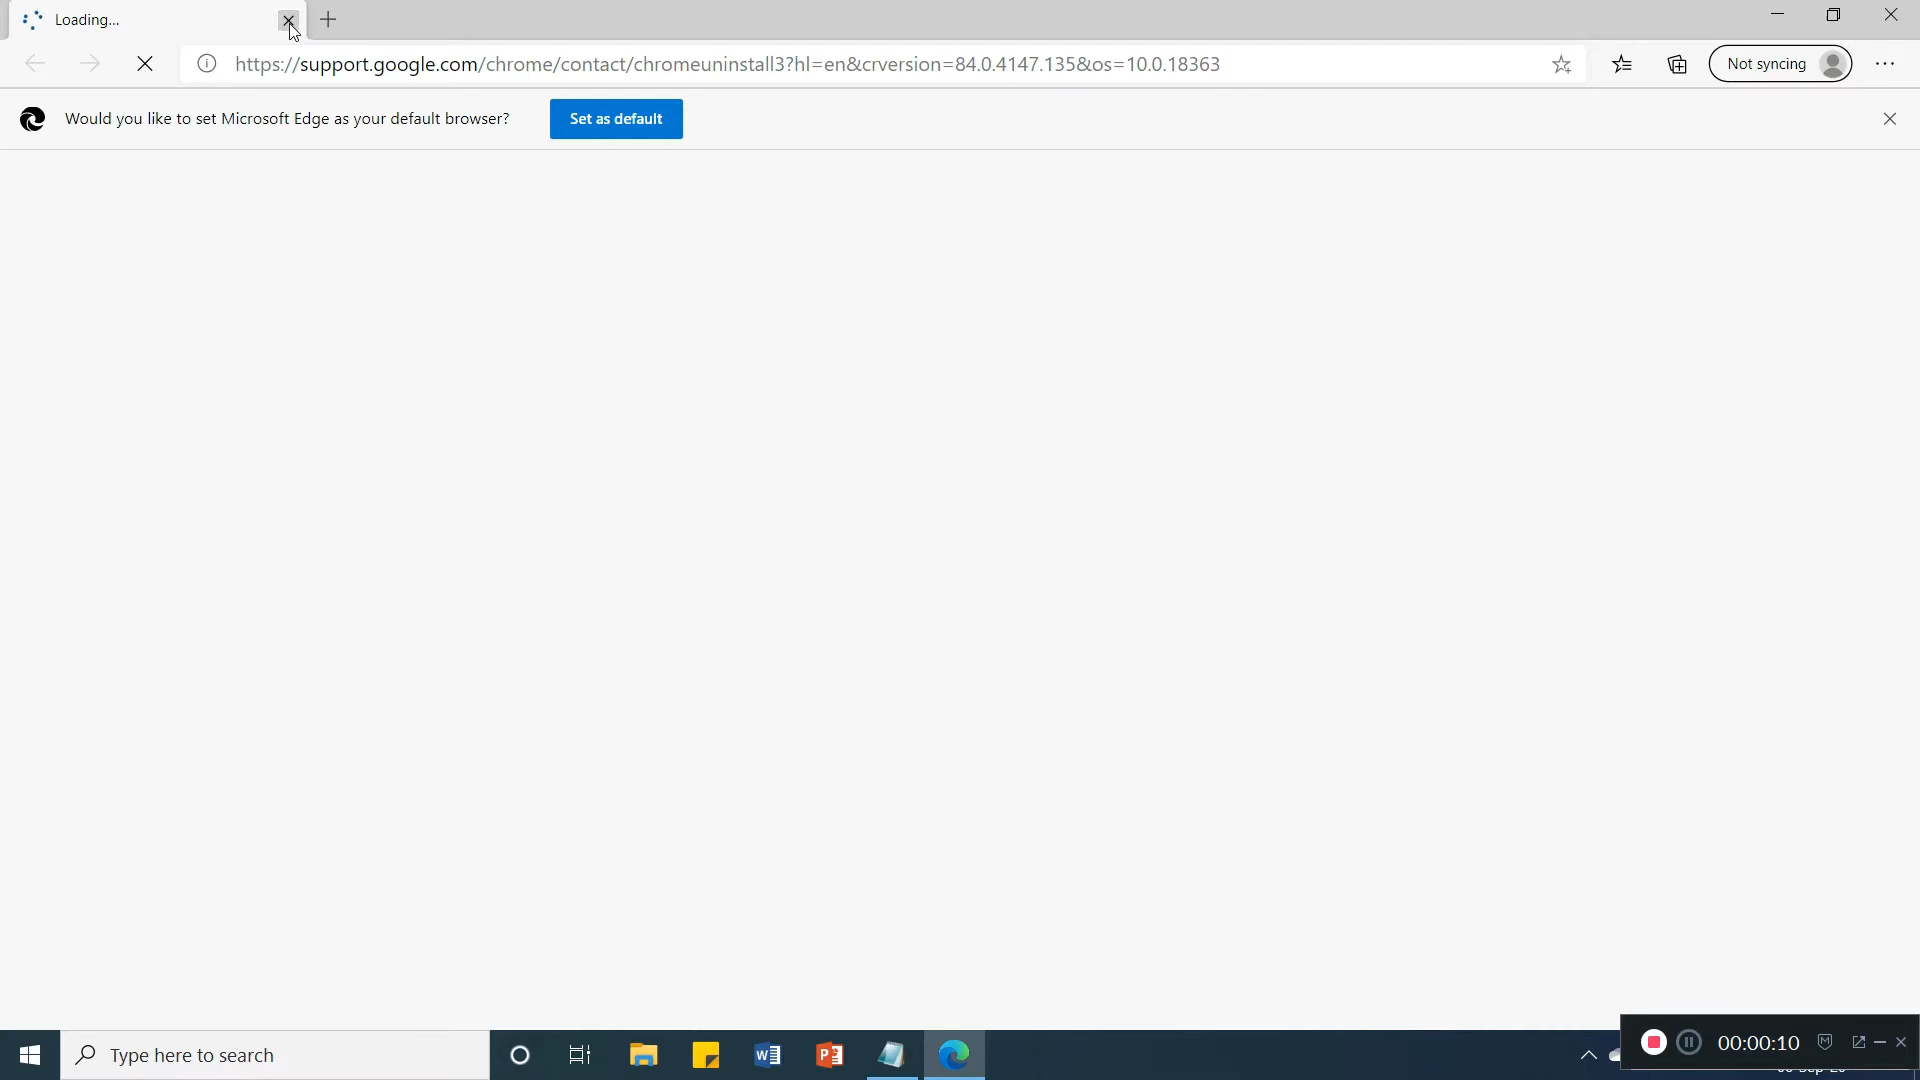 Loading...
https://support.google.com/chrome/contact/chromeuninstall3?hl=en&crversion=84.0.4147.135&os=10.0.18363
Not syncing
Would you like to set Microsoft Edge as your default browser?
Set as default
Type here to search
00:00:10